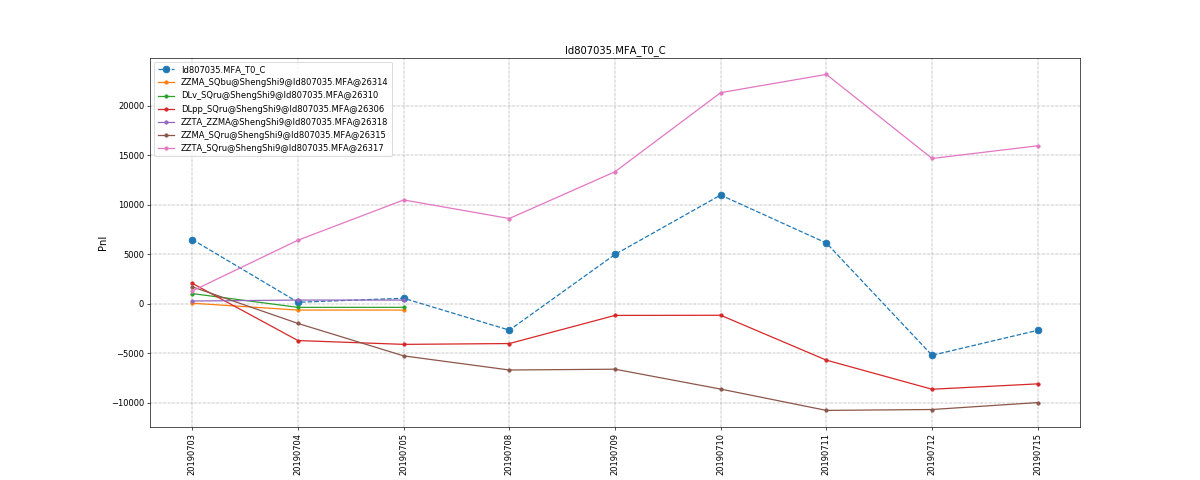 ld807035.MFA_T0_C
ld807035.MFA_T0_C
ZZMA_SQbu@ShengShi9@ld807035.MFA@26314
DLv_SQru@ShengShi9@ld807035.MFA@26310
DLpp_SQru@ShengShi9@ld807035.MFA@26306
ZZTA_ZZMA@ShengShi9@ld807035.MFA@26318
ZZMA_SQru@ShengShi9@ld807035.MFA@26315
ZZTA_SQru@ShengShi9@ld807035.MFA@26317
Pnl
20000
15000
10000
5000
0
−5000
−10000
20190703
20190704
20190705
20190708
20190709
20190710
20190711
20190712
20190715